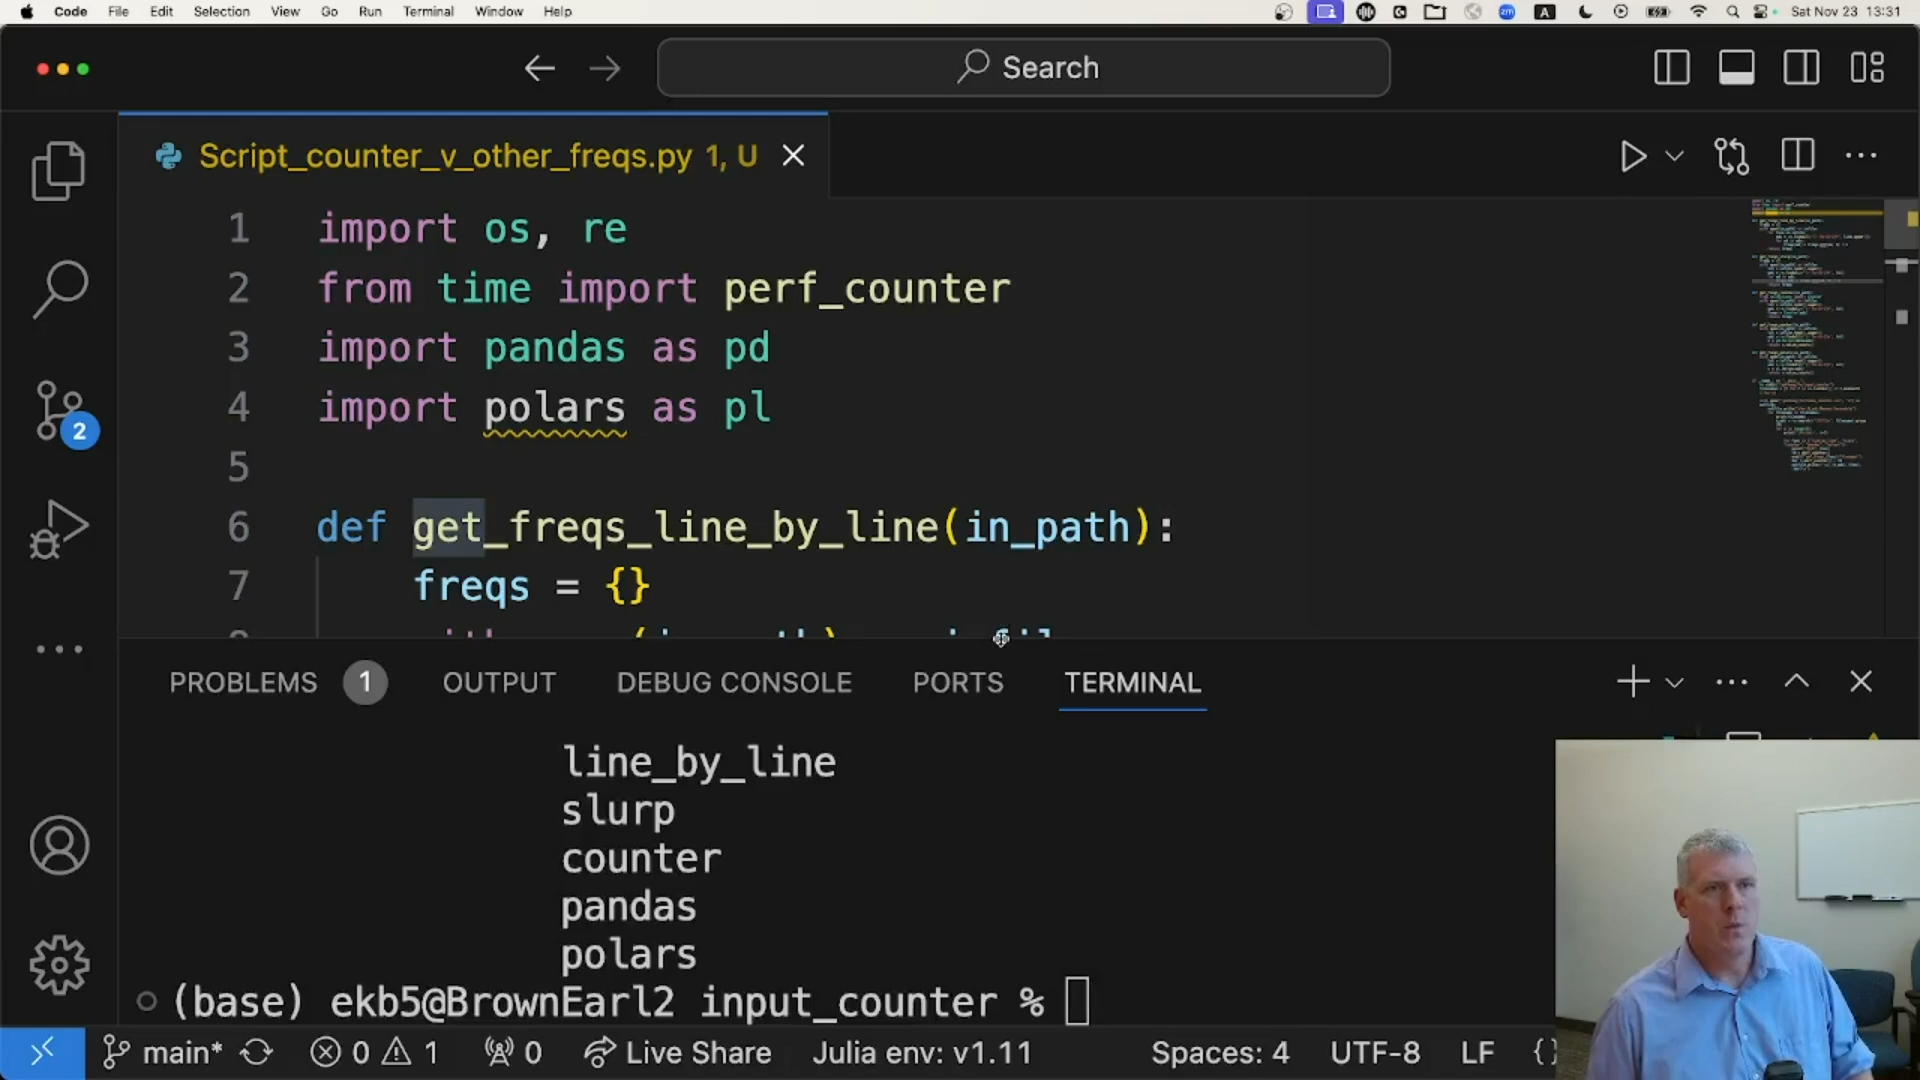 Code File Edit Selection View Go Run Terminal Window Help
A zm Sat Nov 23 13:31
Search
Script_counter_v_other_freqs.py 1, U
1 import os, re
2 from time import perf_counter
3 import pandas as pd
4 import polars as pl
5
6 def get_freqs_line_by_line(in_path):
7 freqs = {}
PROBLEMS 1 OUTPUT DEBUG CONSOLE PORTS TERMINAL
line_by_line
slurp
counter
pandas
polars
(base) ekb5@BrownEarl2 input_counter %
2
main* 0 1 0 Live Share Julia env: v1.11 Spaces: 4 UTF-8 LF {}